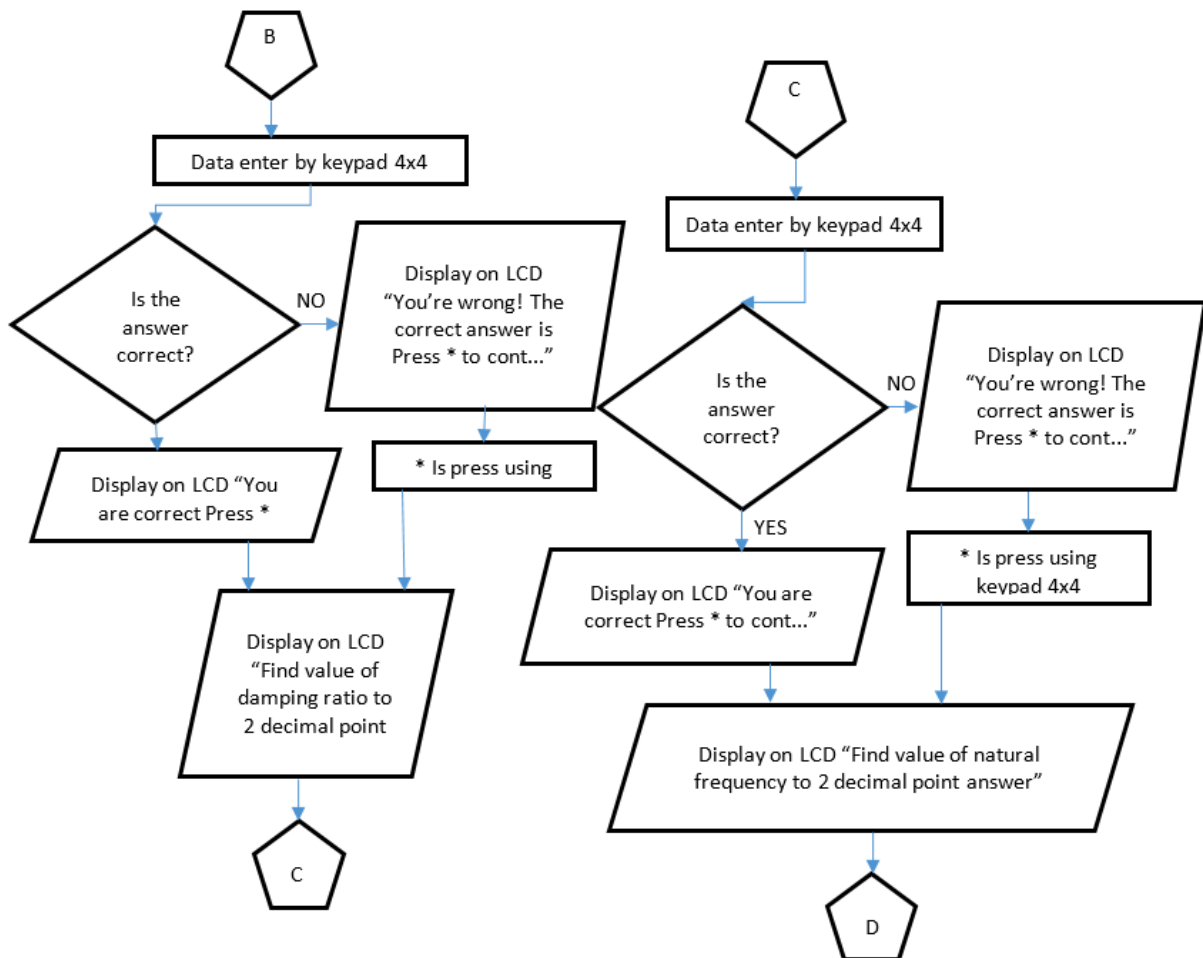 B
Data enter by keypad 4x4
Is the
answer
correct?
NO
Display on LCD
“You’re wrong! The
correct answer is
Press * to cont...”
* Is press using
Display on LCD “You
are correct Press *
Display on LCD
“Find value of
damping ratio to
2 decimal point
C
C
Data enter by keypad 4x4
Is the
answer
correct?
NO
Display on LCD
“You’re wrong! The
correct answer is
Press * to cont...”
* Is press using
keypad 4x4
YES
Display on LCD “You are
correct Press * to cont...”
Display on LCD “Find value of natural
frequency to 2 decimal point answer”
D